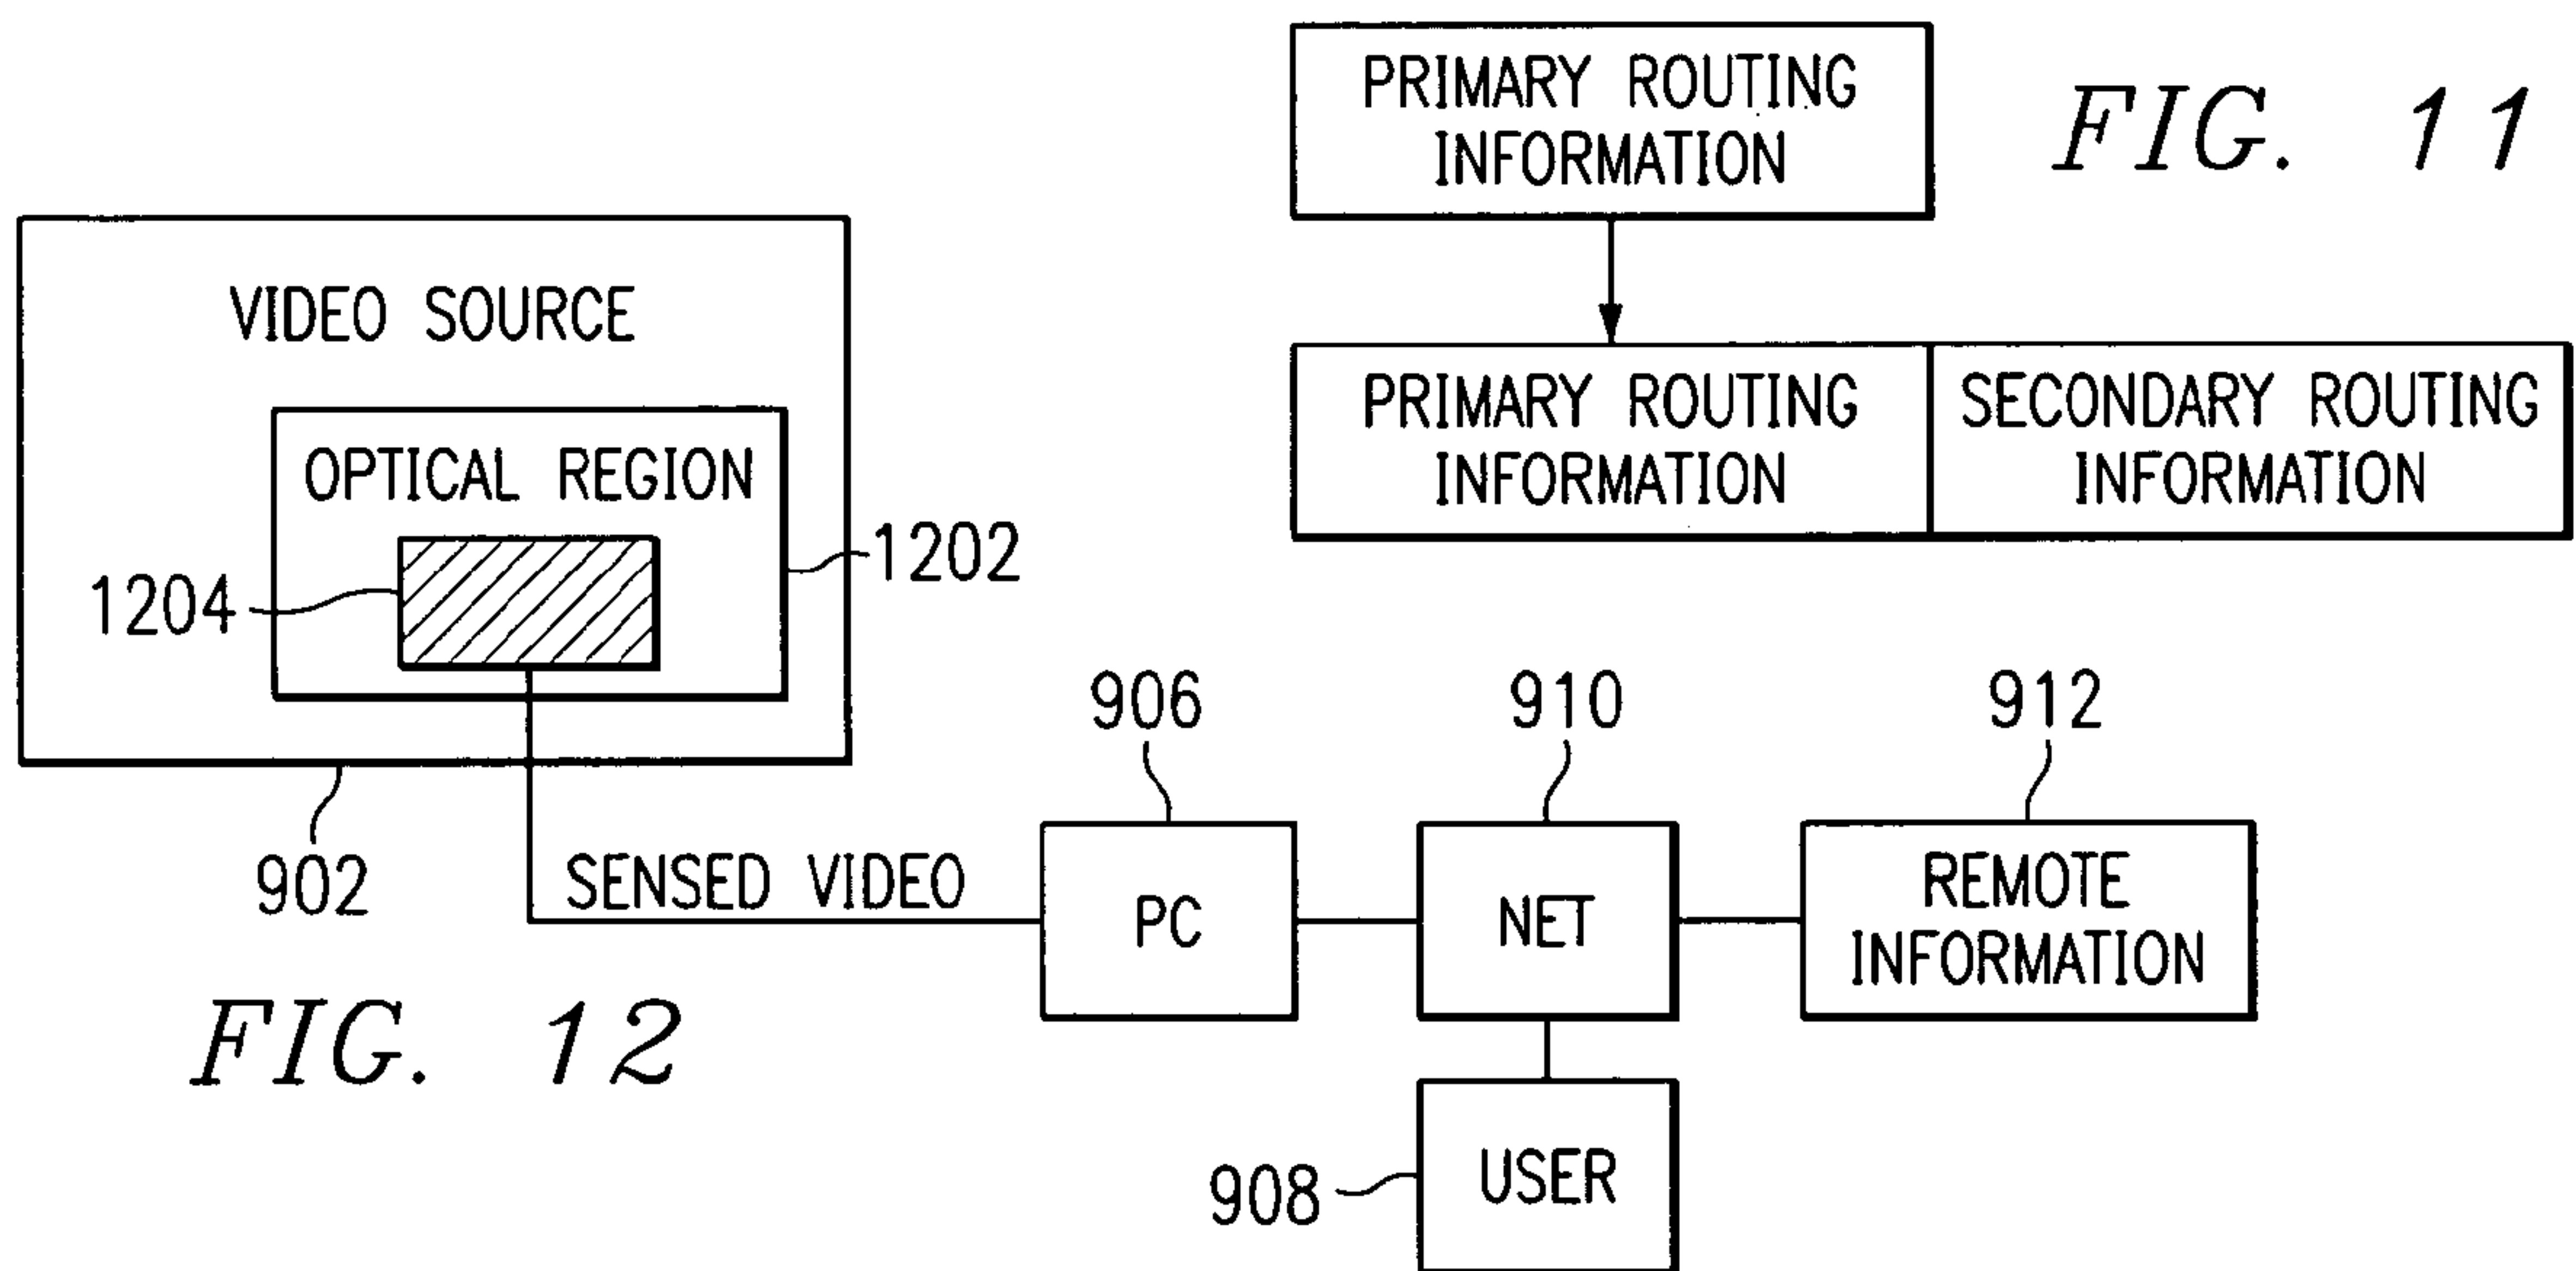 PRIMARY ROUTING
INFORMATION
FIG. 11
PRIMARY ROUTING
INFORMATION
SECONDARY ROUTING
INFORMATION
VIDEO SOURCE
OPTICAL REGION
1202
1204
902
SENSED VIDEO
906
PC
910
NET
912
REMOTE
INFORMATION
908
USER
FIG. 12